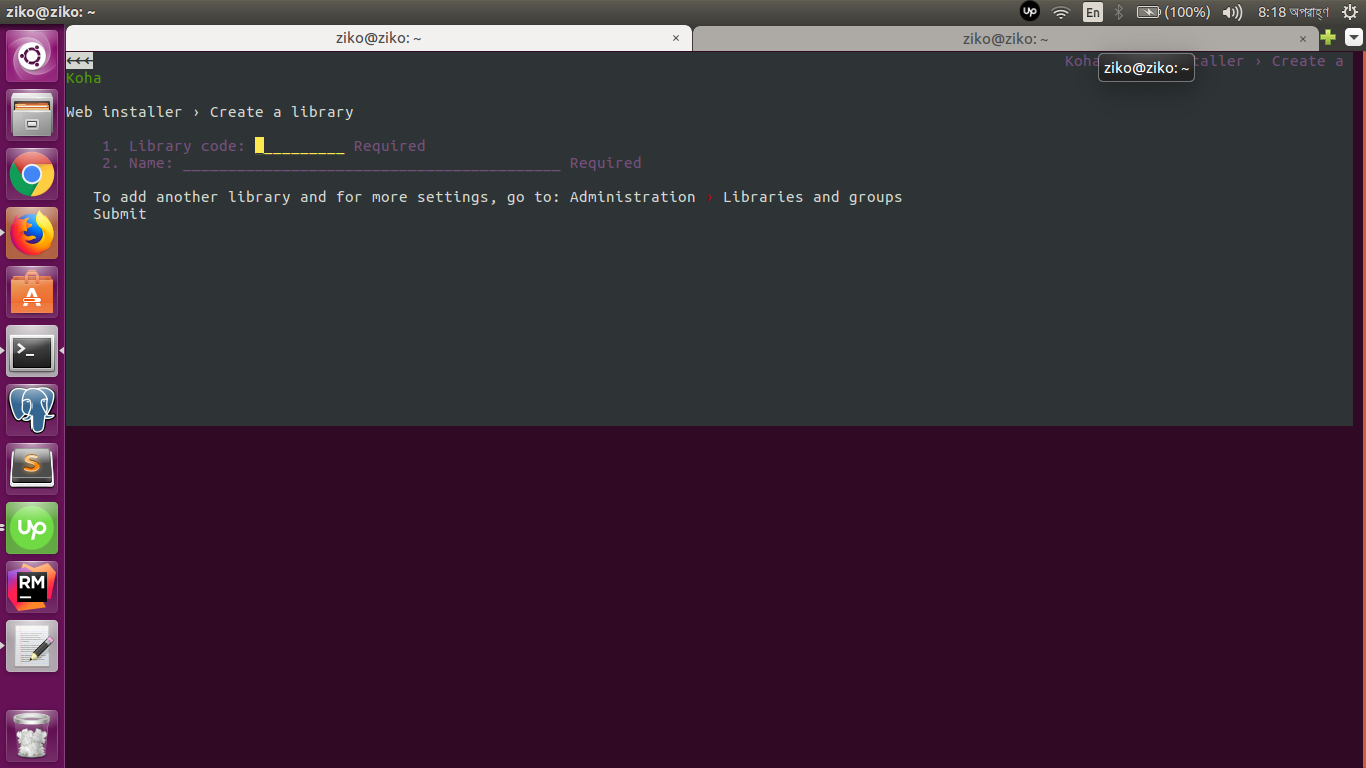 ziko@ziko: ~
Up
En
(100%)
8:18 অপরাহ্ণ
ziko@ziko: ~ ×
ziko@ziko: ~ ×
←←←
Koha
taller › Create a
ziko@ziko: ~
Koha
Web installer › Create a library
1. Library code: __________ Required
2. Name: __________________________________________ Required
To add another library and for more settings, go to: Administration › Libraries and groups
Submit
>_
S
Up
RM